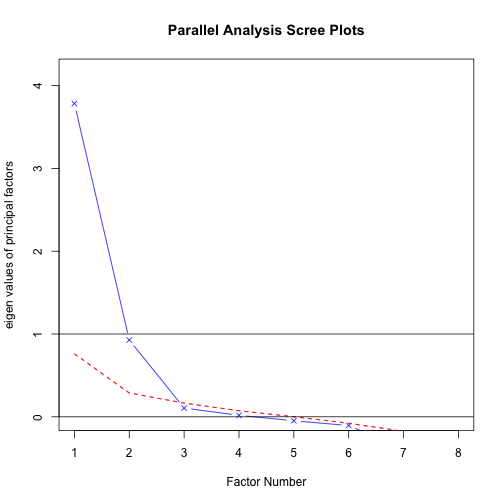 Parallel Analysis Scree Plots
eigen values of principal factors
4
3
2
1
0
1 2 3 4 5 6 7 8
Factor Number